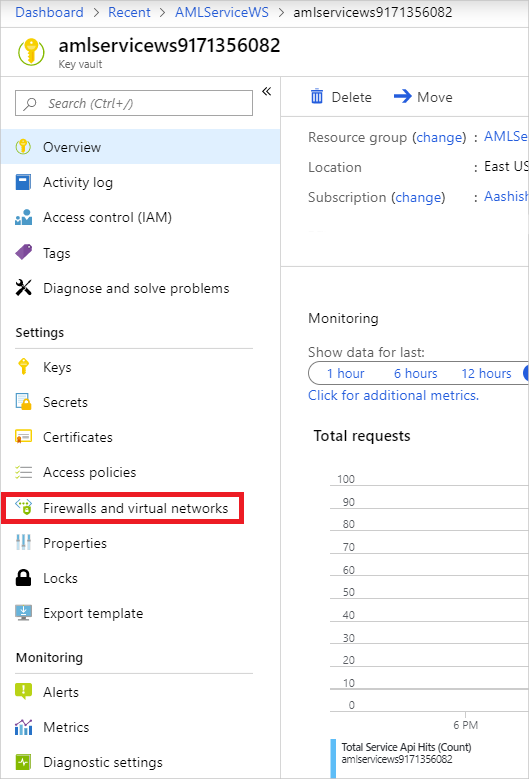 Dashboard > Recent > AMLServiceWS > amlservicews9171356082
amlservicews9171356082
Key vault
Search (Ctrl+/)
«
Overview
Activity log
Access control (IAM)
Tags
Diagnose and solve problems
Settings
Keys
Secrets
Certificates
Access policies
Firewalls and virtual networks
Properties
Locks
Export template
Monitoring
Alerts
Metrics
Diagnostic settings
Delete Move
Resource group (change) : AMLSe
Location : East US
Subscription (change) : Aashish
Monitoring
Show data for last:
1 hour 6 hours 12 hours
Click for additional metrics.
Total requests
100
90
80
70
60
50
40
30
20
10
0
6 PM
Total Service Api Hits (Count)
amlservicews9171356082